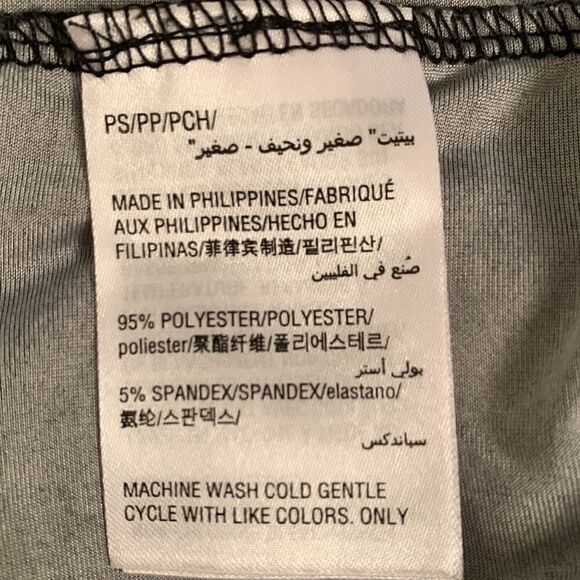 PS/PP/PCH/
بيتيت" صغير ونحيف - صغير"
MADE IN PHILIPPINES/FABRIQUÉ
AUX PHILIPPINES/HECHO EN
FILIPINAS/菲律宾制造/필리핀산/
صُنع في الفلبين
95% POLYESTER/POLYESTER/
poliester/聚酯纤维/폴리에스테르/
بولي أستر
5% SPANDEX/SPANDEX/elastano/
氨纶/스판덱스/
سباندكس
MACHINE WASH COLD GENTLE
CYCLE WITH LIKE COLORS. ONLY